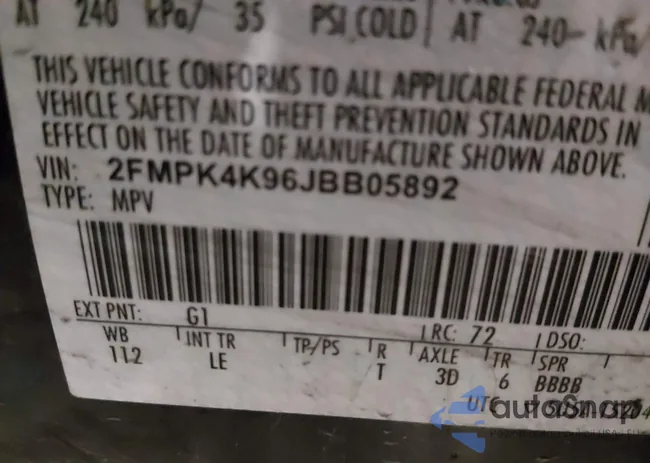 AT 240 kPa/ 35 PSI COLD AT 240- kPa/
THIS VEHICLE CONFORMS TO ALL APPLICABLE FEDERAL M
VEHICLE SAFETY AND THEFT PREVENTION STANDARDS IN
EFFECT ON THE DATE OF MANUFACTURE SHOWN ABOVE.
VIN: 2FMPK4K96JBB05892
TYPE: MPV
EXT PNT: G1 RC: 72 DSO:
WB INT TR TP/PS R AXLE TR SPR
112 LE T 3D 6 BBBB
UTC
autoSnap